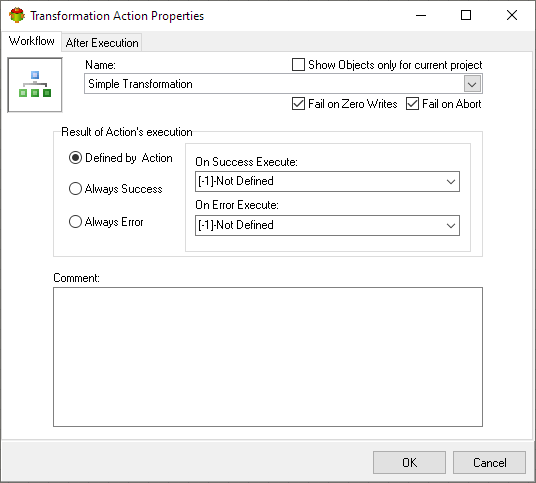 Transformation Action Properties
Workflow After Execution
Name: Show Objects only for current project
Simple Transformation
Fail on Zero Writes Fail on Abort
Result of Action's execution
Defined by Action
Always Success
Always Error
On Success Execute:
[-1]-Not Defined
On Error Execute:
[-1]-Not Defined
Comment:
OK Cancel